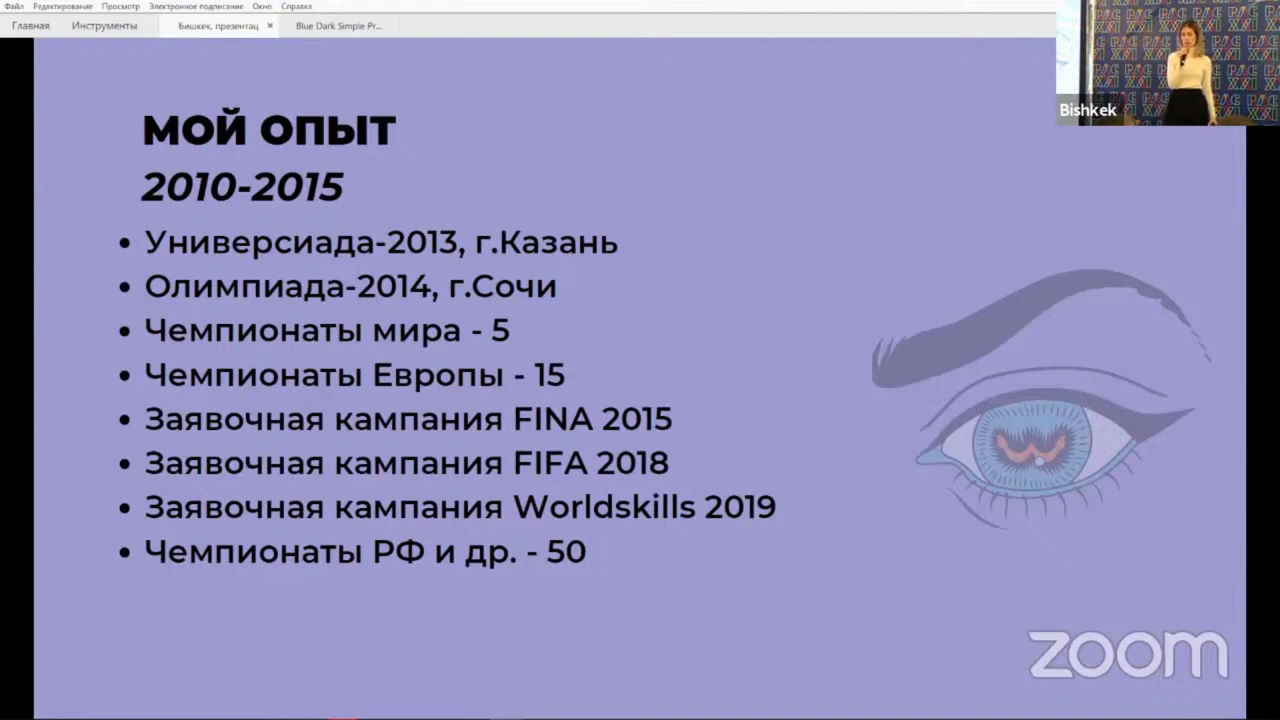 Файл Редактирование Просмотр Электронное подписание Окно Справка
Главная Инструменты Бишкек, презентац × Blue Dark Simple Pr...
Bishkek
МОЙ ОПЫТ
2010-2015
• Универсиада-2013, г.Казань
• Олимпиада-2014, г.Сочи
• Чемпионаты мира - 5
• Чемпионаты Европы - 15
• Заявочная кампания FINA 2015
• Заявочная кампания FIFA 2018
• Заявочная кампания Worldskills 2019
• Чемпионаты РФ и др. - 50
zoom